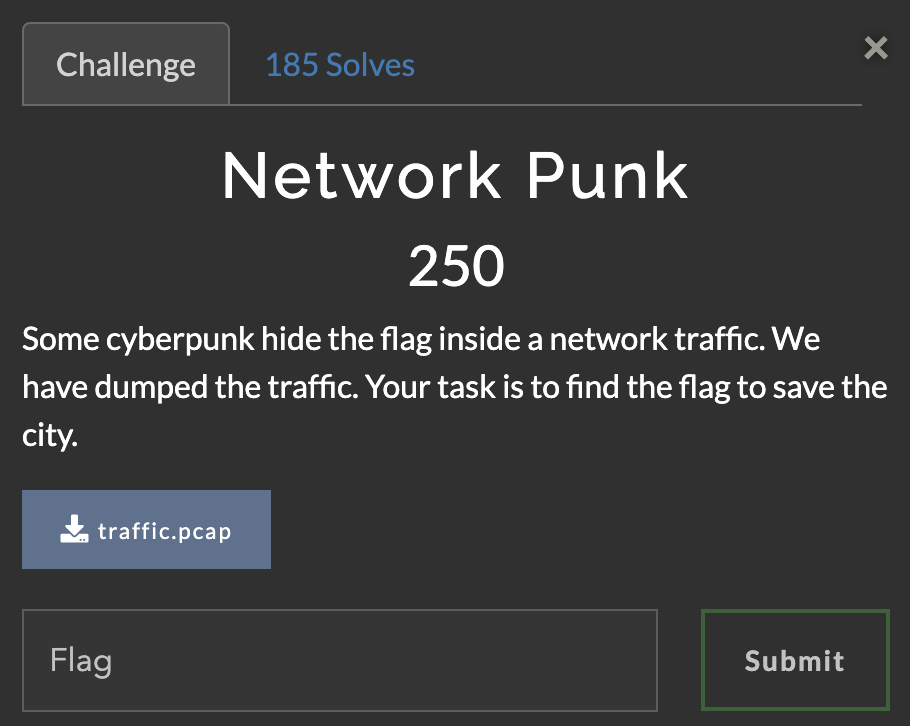 Challenge
185 Solves
×
Network Punk
250
Some cyberpunk hide the flag inside a network traffic. We
have dumped the traffic. Your task is to find the flag to save the
city.
traffic.pcap
Flag
Submit